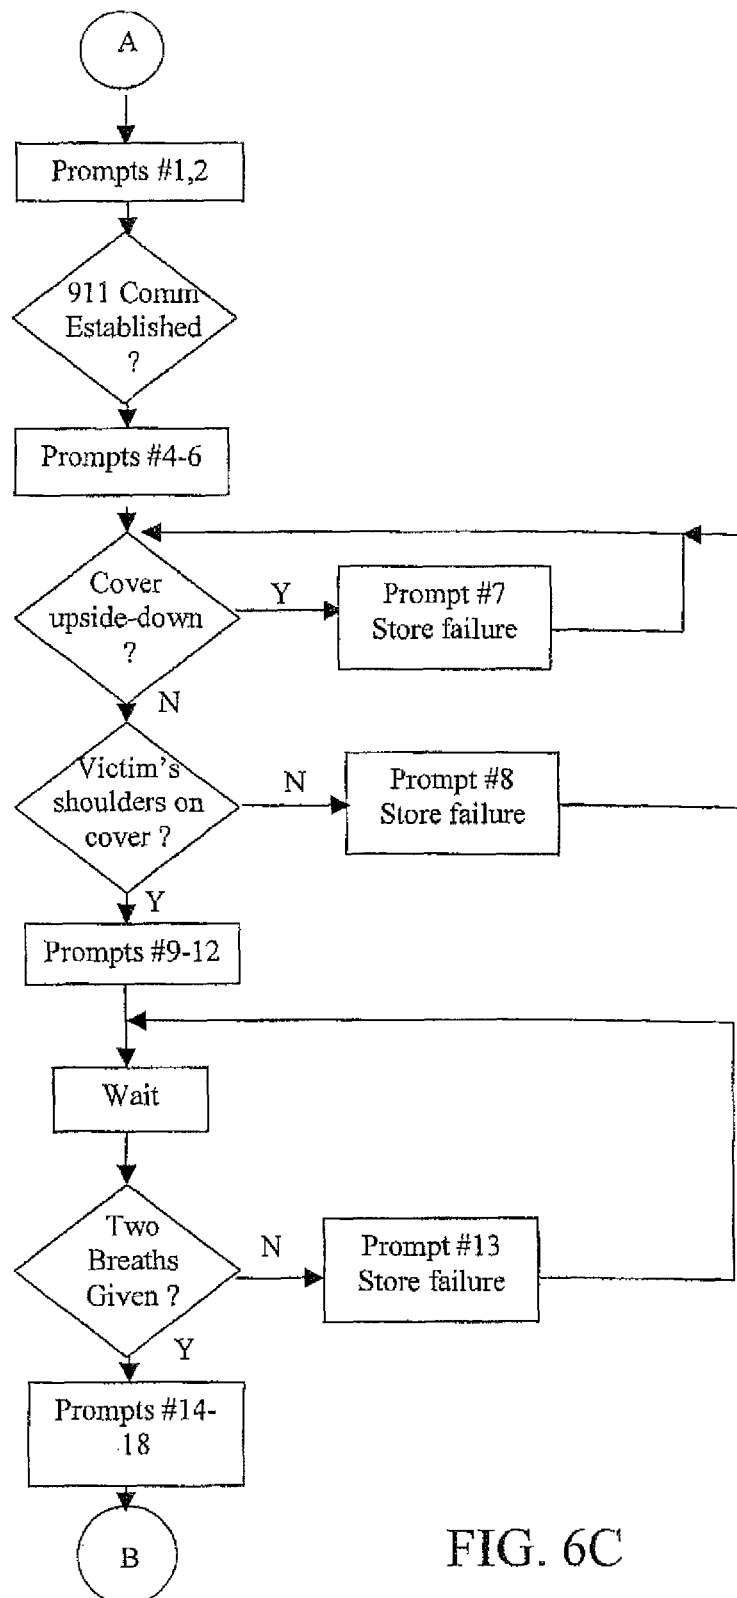 A
Prompts #1,2
911 Comm
Established
?
Prompts #4-6
Cover
upside-down
?
Y
Prompt #7
Store failure
N
Victim's
shoulders on
cover ?
N
Prompt #8
Store failure
Y
Prompts #9-12
Wait
Two
Breaths
Given ?
N
Prompt #13
Store failure
Y
Prompts #14-
18
B
FIG. 6C